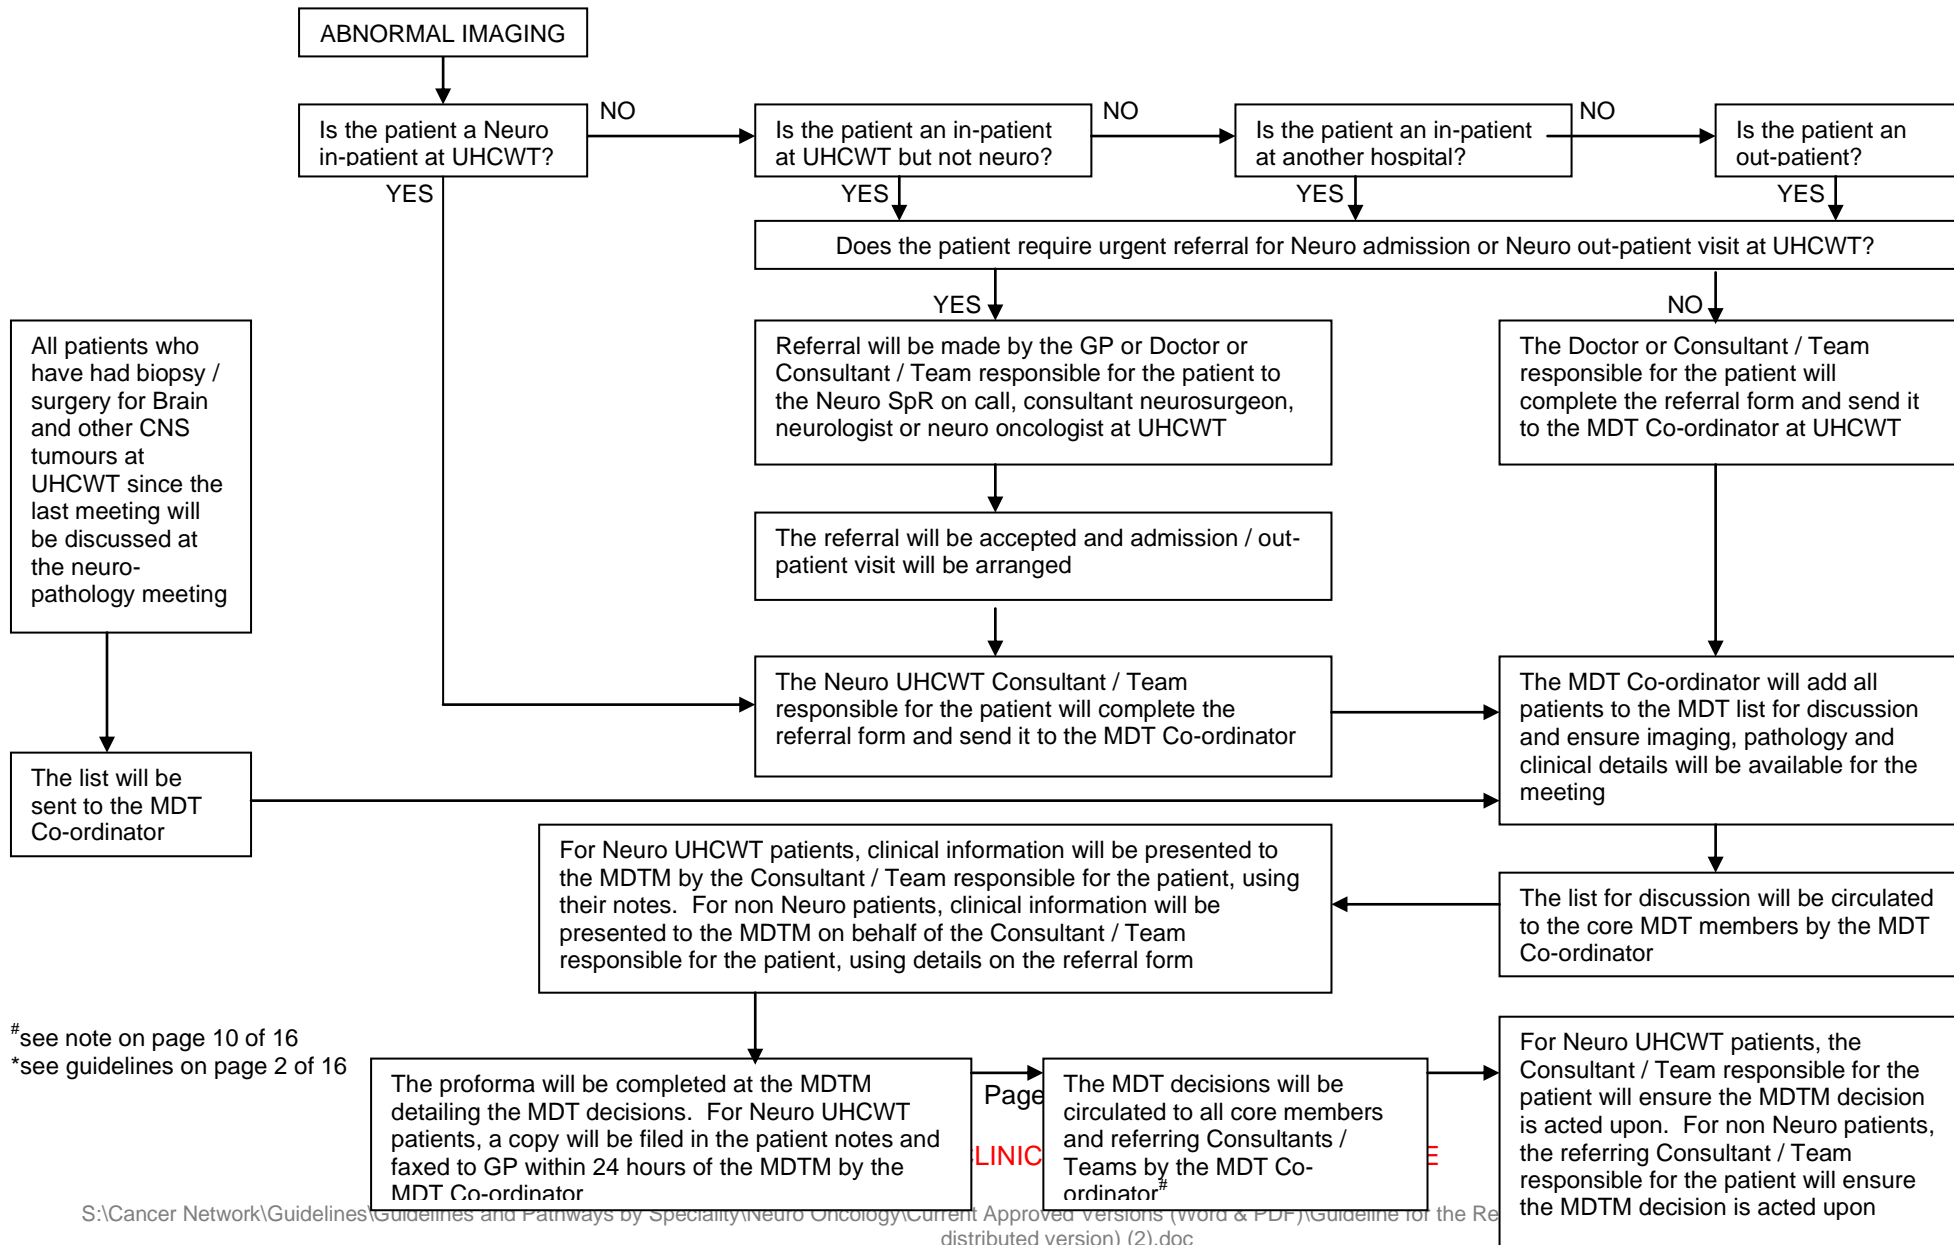 ABNORMAL IMAGING
Is the patient a Neuro
in-patient at UHCWT?
NO
Is the patient an in-patient
at UHCWT but not neuro?
NO
Is the patient an in-patient
at another hospital?
NO
Is the patient an
out-patient?
YES
YES
YES
YES
Does the patient require urgent referral for Neuro admission or Neuro out-patient visit at UHCWT?
YES
NO
All patients who
have had biopsy /
surgery for Brain
and other CNS
tumours at
UHCWT since the
last meeting will
be discussed at
the neuro-
pathology meeting
Referral will be made by the GP or Doctor or
Consultant / Team responsible for the patient to
the Neuro SpR on call, consultant neurosurgeon,
neurologist or neuro oncologist at UHCWT
The Doctor or Consultant / Team
responsible for the patient will
complete the referral form and send it
to the MDT Co-ordinator at UHCWT
The referral will be accepted and admission / out-
patient visit will be arranged
The Neuro UHCWT Consultant / Team
responsible for the patient will complete the
referral form and send it to the MDT Co-ordinator
The MDT Co-ordinator will add all
patients to the MDT list for discussion
and ensure imaging, pathology and
clinical details will be available for the
meeting
The list will be
sent to the MDT
Co-ordinator
For Neuro UHCWT patients, clinical information will be presented to
the MDTM by the Consultant / Team responsible for the patient, using
their notes.  For non Neuro patients, clinical information will be
presented to the MDTM on behalf of the Consultant / Team
responsible for the patient, using details on the referral form
The list for discussion will be circulated
to the core MDT members by the MDT
Co-ordinator
#see note on page 10 of 16
*see guidelines on page 2 of 16
The proforma will be completed at the MDTM
detailing the MDT decisions.  For Neuro UHCWT
patients, a copy will be filed in the patient notes and
faxed to GP within 24 hours of the MDTM by the
MDT Co-ordinator
Page
LINIC
The MDT decisions will be
circulated to all core members
and referring Consultants /
Teams by the MDT Co-
ordinator#
E
For Neuro UHCWT patients, the
Consultant / Team responsible for the
patient will ensure the MDTM decision
is acted upon.  For non Neuro patients,
the referring Consultant / Team
responsible for the patient will ensure
the MDTM decision is acted upon
S:\Cancer Network\Guidelines\Guidelines and Pathways by Speciality\Neuro Oncology\Current Approved Versions (Word & PDF)\Guideline for the Re
distributed version) (2).doc